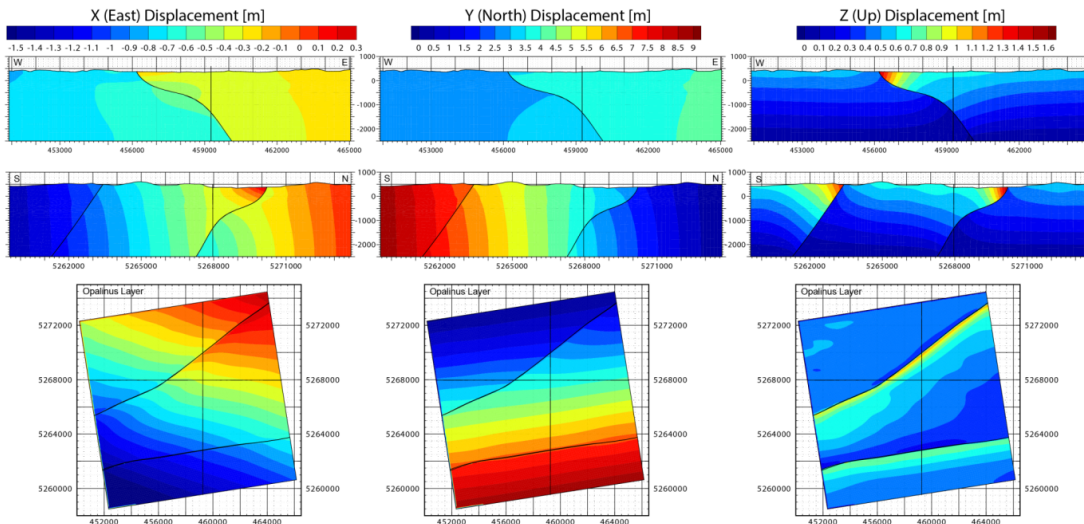 X (East) Displacement [m] Y (North) Displacement [m] Z (Up) Displacement [m]
-1.5 -1.4 -1.3 -1.2 -1.1 -1 -0.9 -0.8 -0.7 -0.6 -0.5 -0.4 -0.3 -0.2 -0.1 0 0.1 0.2 0.3
0 0.5 1 1.5 2 2.5 3 3.5 4 4.5 5 5.5 6 6.5 7 7.5 8 8.5 9
0 0.1 0.2 0.3 0.4 0.5 0.6 0.7 0.8 0.9 1 1.1 1.2 1.3 1.4 1.5 1.6
W E 1000 W E 1000 W 1000
0 0 0
-1000 -1000 -1000
-2000 -2000 -2000
453000 456000 459000 462000 465000 453000 456000 459000 462000 465000 453000 456000 459000 462000
S N 1000 S N 1000 S 1000
0 0 0
-1000 -1000 -1000
-2000 -2000 -2000
5262000 5265000 5268000 5271000 5262000 5265000 5268000 5271000 5262000 5265000 5268000 5271000
Opalinus Layer Opalinus Layer Opalinus Layer
5272000 5272000 5272000 5272000
5268000 5268000 5268000 5268000
5264000 5264000 5264000 5264000
5260000 5260000 5260000 5260000
452000 460000 464000 452000 460000 464000 452000 460000 464000